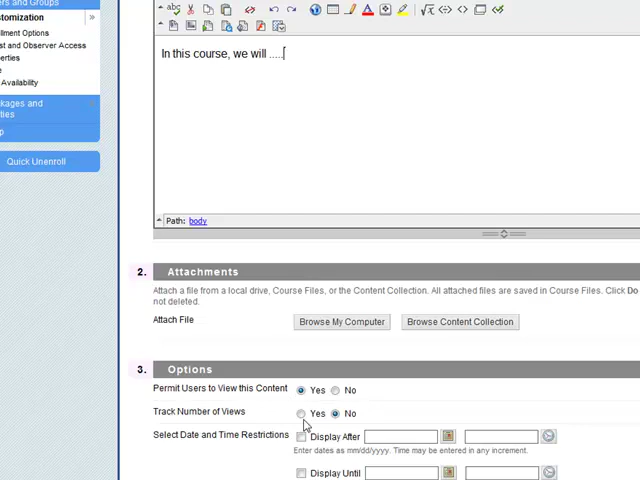 ers and Groups
stomization
llment Options
st and Observer Access
erties
e
Availability
kages and
ties
p
Quick Unenroll
In this course, we will .....
Path: body
2. Attachments
Attach a file from a local drive, Course Files, or the Content Collection. All attached files are saved in Course Files. Click Do
not deleted.
Attach File Browse My Computer Browse Content Collection
3. Options
Permit Users to View this Content Yes No
Track Number of Views Yes No
Select Date and Time Restrictions Display After
Enter dates as mm/dd/yyyy. Time may be entered in any increment.
Display Until